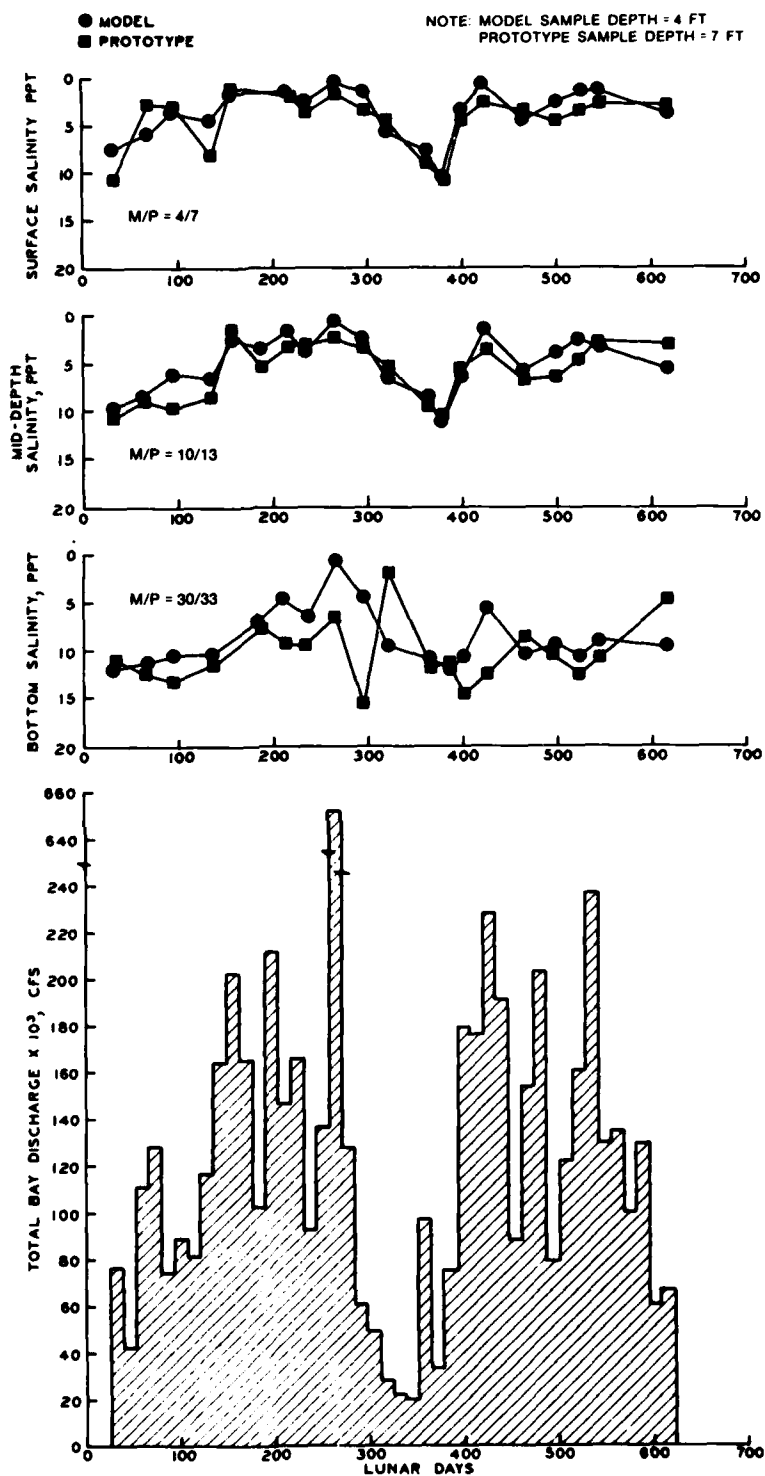 MODEL
PROTOTYPE
NOTE: MODEL SAMPLE DEPTH = 4 FT
PROTOTYPE SAMPLE DEPTH = 7 FT
SURFACE SALINITY PPT
0
5
10
15
20
M/P = 4/7
0 100 200 300 400 500 600 700
MID-DEPTH
SALINITY, PPT
0
5
10
15
20
M/P = 10/13
0 100 200 300 400 500 600 700
BOTTOM SALINITY, PPT
0
5
10
15
20
M/P = 30/33
0 100 200 300 400 500 600 700
TOTAL BAY DISCHARGE X 10³, CFS
660
640
240
220
200
180
160
140
120
100
80
60
40
20
0
0 100 200 300 400 500 600 700
LUNAR DAYS